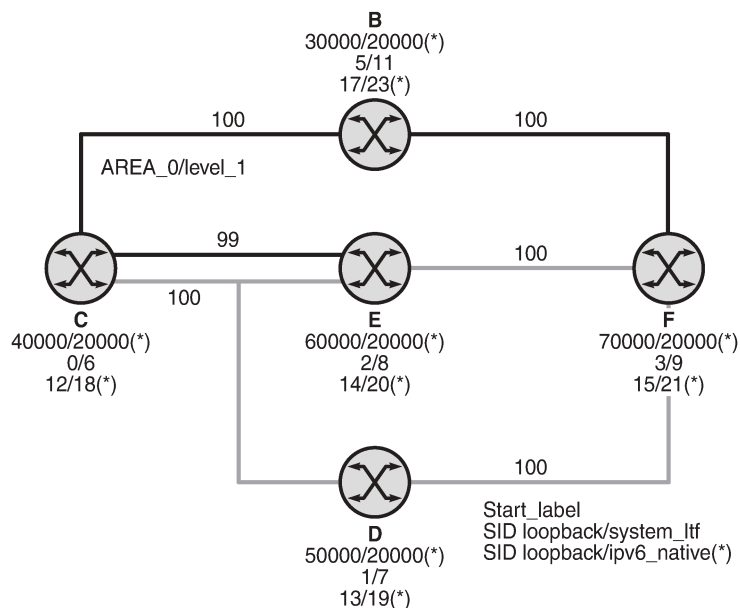 B
30000/20000(*)
5/11
17/23(*)
100
100
AREA_0/level_1
99
100
100
C
40000/20000(*)
0/6
12/18(*)
E
60000/20000(*)
2/8
14/20(*)
F
70000/20000(*)
3/9
15/21(*)
100
D
50000/20000(*)
1/7
13/19(*)
Start_label
SID loopback/system_ltf
SID loopback/ipv6_native(*)